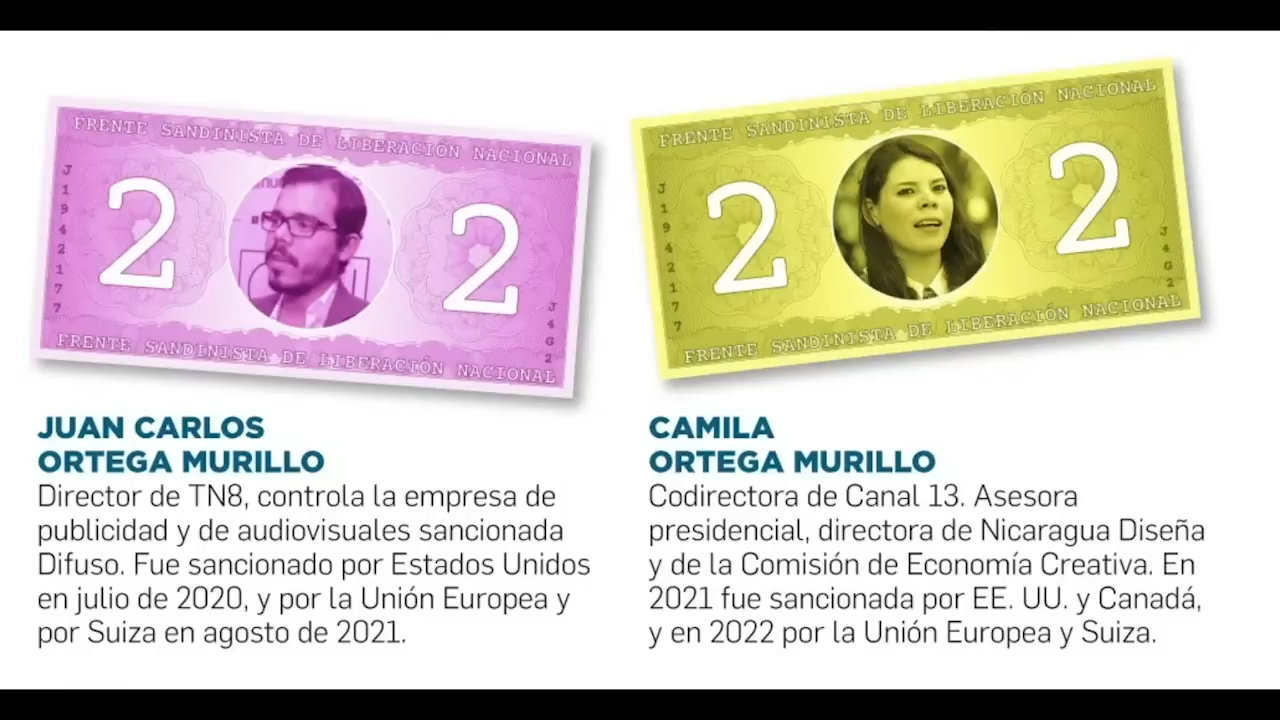 FRENTE SANDINISTA DE LIBERACIÓN NACIONAL
J1942177
2
2
J4G2
FRENTE SANDINISTA DE LIBERACIÓN NACIONAL
JUAN CARLOS
ORTEGA MURILLO
Director de TN8, controla la empresa de
publicidad y de audiovisuales sancionada
Difuso. Fue sancionado por Estados Unidos
en julio de 2020, y por la Unión Europea y
por Suiza en agosto de 2021.
FRENTE SANDINISTA DE LIBERACIÓN NACIONAL
J1942177
2
2
J4G2
FRENTE SANDINISTA DE LIBERACIÓN NACIONAL
CAMILA
ORTEGA MURILLO
Codirectora de Canal 13. Asesora
presidencial, directora de Nicaragua Diseña
y de la Comisión de Economía Creativa. En
2021 fue sancionada por EE. UU. y Canadá,
y en 2022 por la Unión Europea y Suiza.